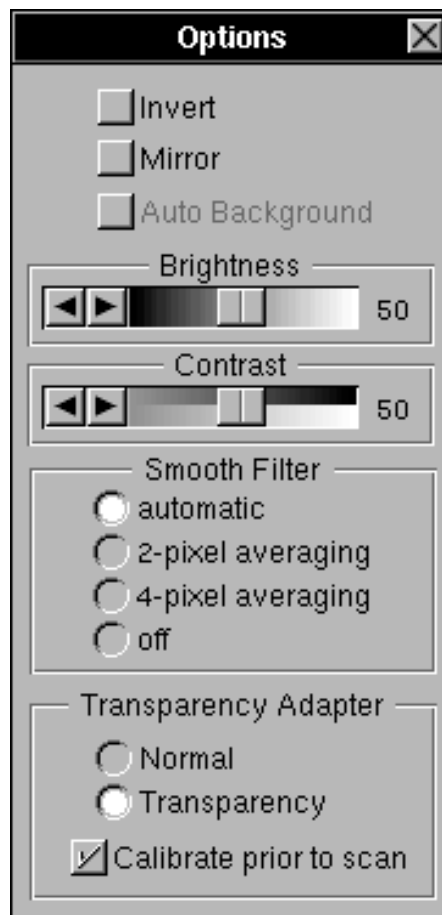 Options
Invert
Mirror
Auto Background
Brightness
50
Contrast
50
Smooth Filter
automatic
2-pixel averaging
4-pixel averaging
off
Transparency Adapter
Normal
Transparency
Calibrate prior to scan